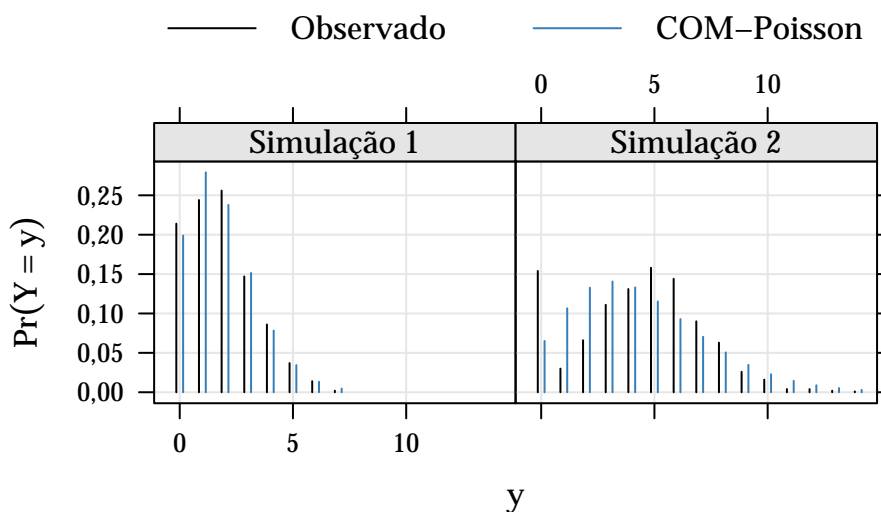 Observado COM−Poisson
0 5 10
Simulação 1 Simulação 2
0,25
0,20
0,15
0,10
0,05
0,00
Pr(Y = y)
0 5 10
y